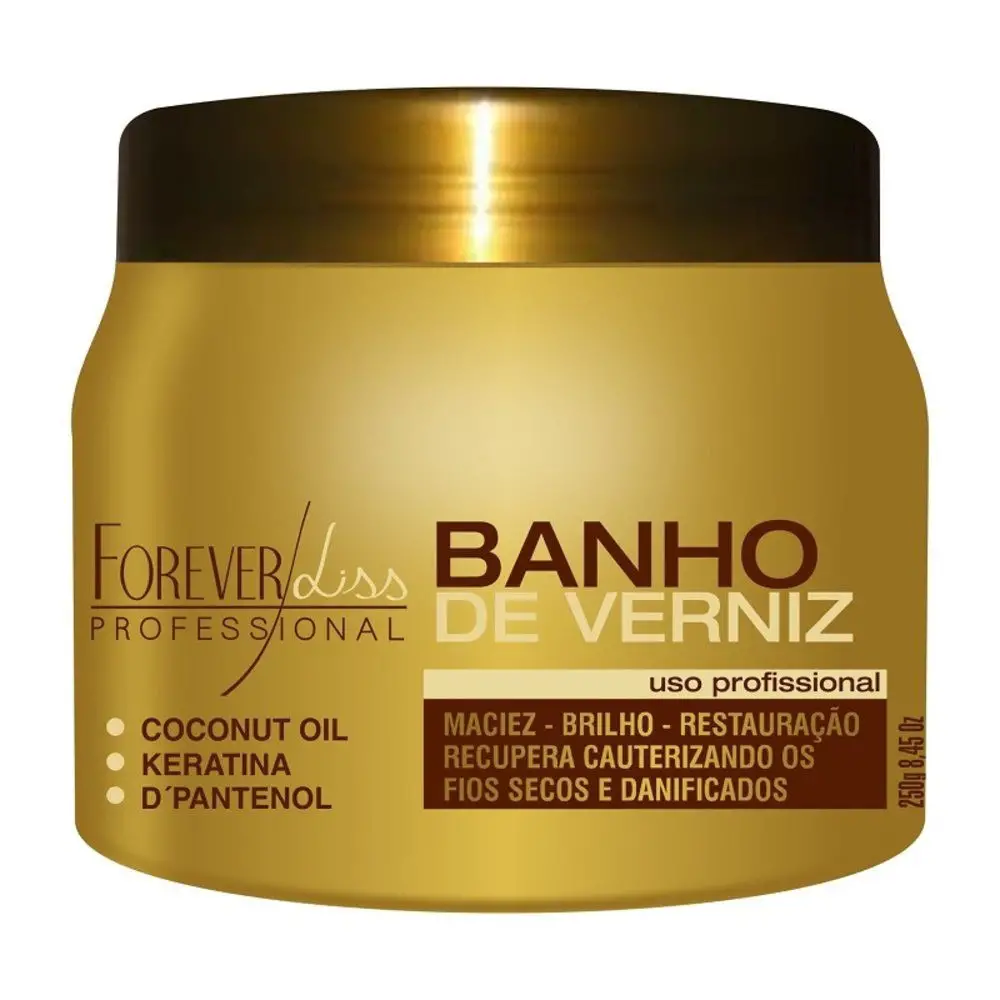 FOREVER Liss
PROFESSIONAL
COCONUT OIL
KERATINA
D´PANTENOL
BANHO
DE VERNIZ
uso profissional
MACIEZ - BRILHO - RESTAURAÇÃO
RECUPERA CAUTERIZANDO OS
FIOS SECOS E DANIFICADOS
250g 8,45 Oz